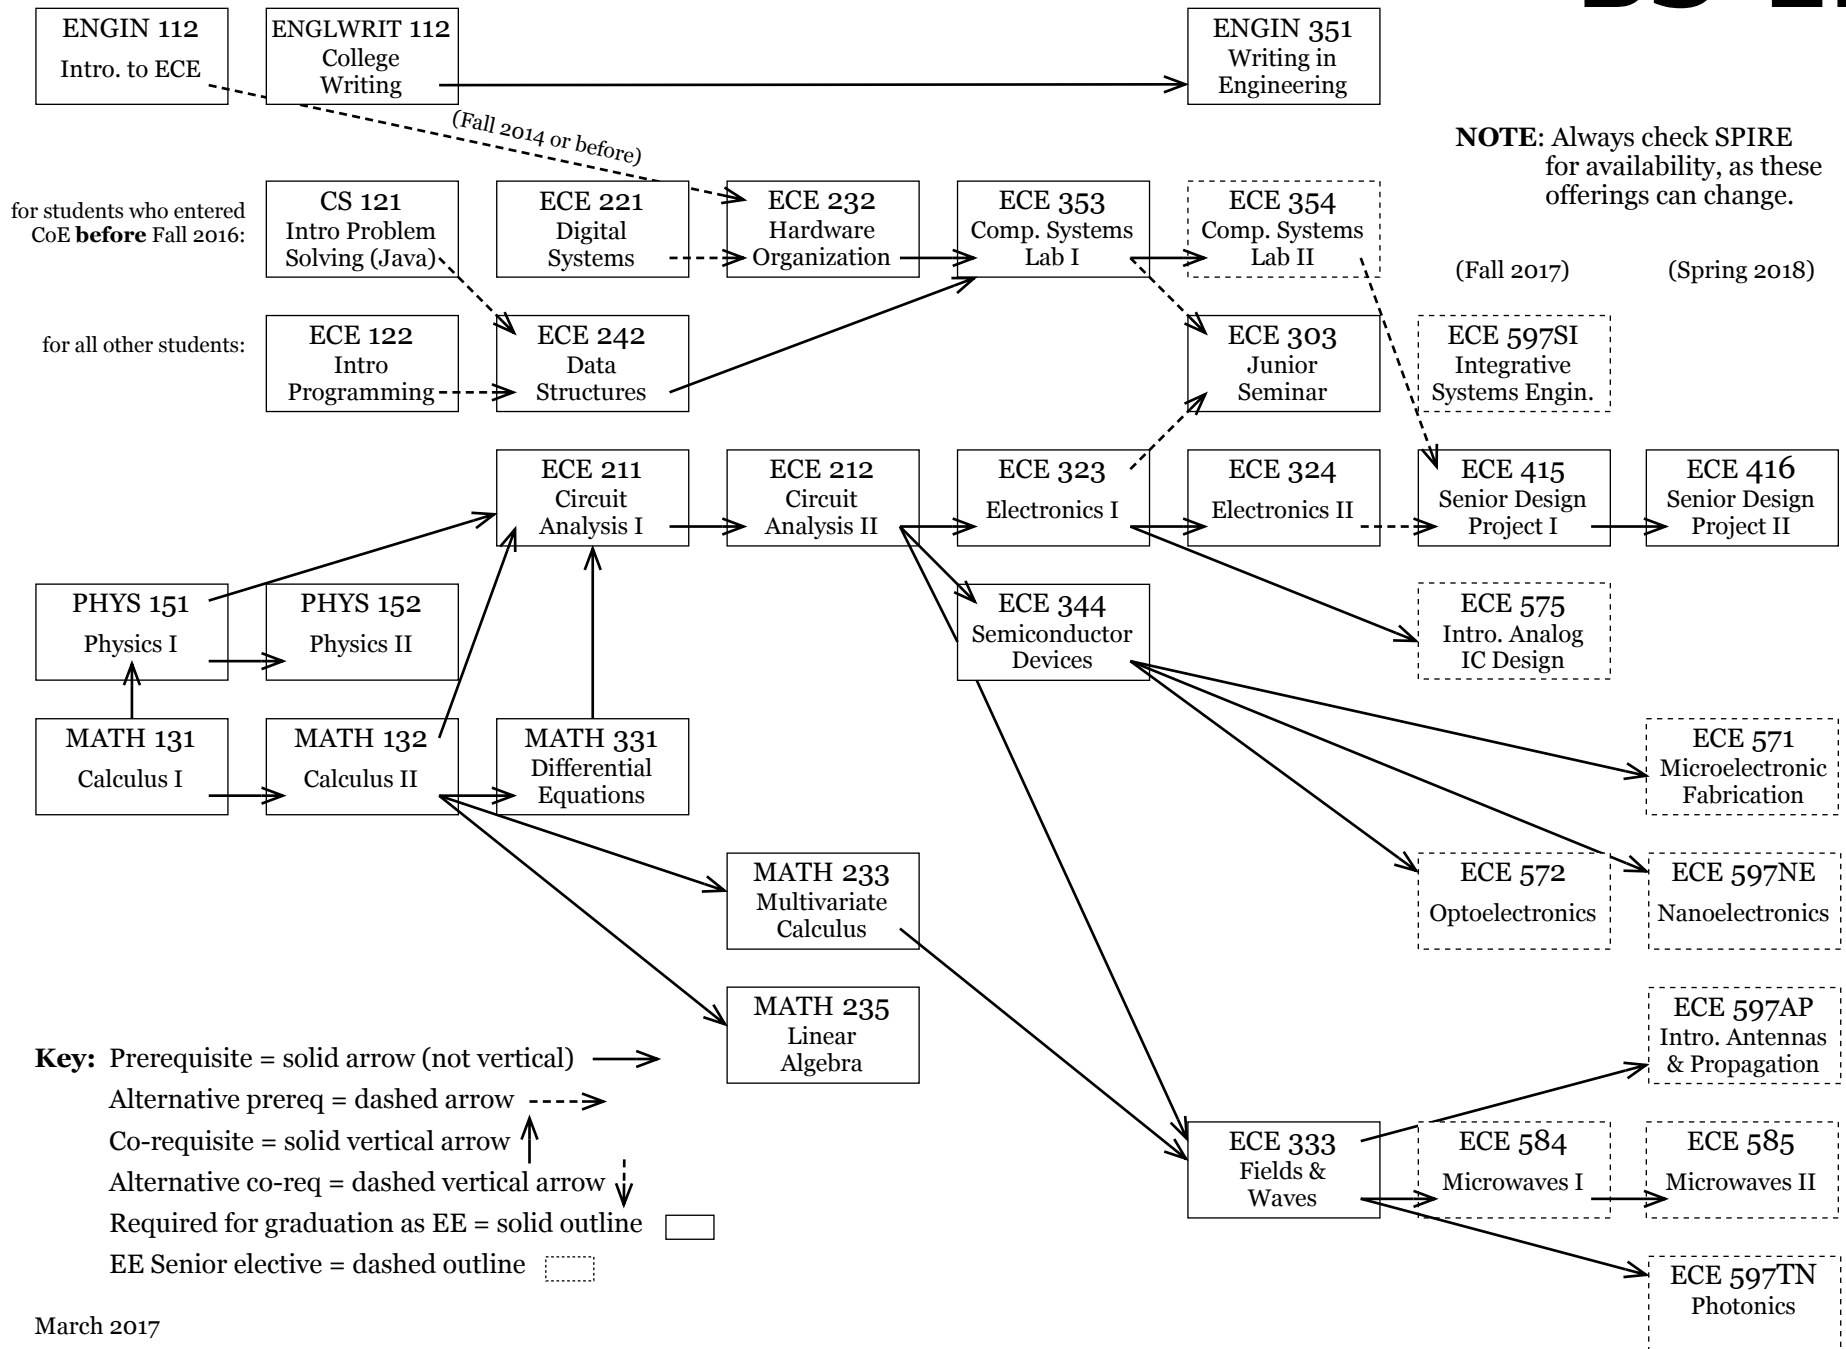 ENGIN 112
Intro. to ECE
ENGLWRIT 112
College
Writing
ENGIN 351
Writing in
Engineering
(Fall 2014 or before)
NOTE: Always check SPIRE
for availability, as these
offerings can change.
for students who entered
CoE before Fall 2016:
CS 121
Intro Problem
Solving (Java)
ECE 221
Digital
Systems
ECE 232
Hardware
Organization
ECE 353
Comp. Systems
Lab I
ECE 354
Comp. Systems
Lab II
(Fall 2017)
(Spring 2018)
for all other students:
ECE 122
Intro
Programming
ECE 242
Data
Structures
ECE 303
Junior
Seminar
ECE 597SI
Integrative
Systems Engin.
ECE 211
Circuit
Analysis I
ECE 212
Circuit
Analysis II
ECE 323
Electronics I
ECE 324
Electronics II
ECE 415
Senior Design
Project I
ECE 416
Senior Design
Project II
PHYS 151
Physics I
PHYS 152
Physics II
ECE 344
Semiconductor
Devices
ECE 575
Intro. Analog
IC Design
MATH 131
Calculus I
MATH 132
Calculus II
MATH 331
Differential
Equations
ECE 571
Microelectronic
Fabrication
MATH 233
Multivariate
Calculus
ECE 572
Optoelectronics
ECE 597NE
Nanoelectronics
MATH 235
Linear
Algebra
ECE 597AP
Intro. Antennas
& Propagation
ECE 333
Fields &
Waves
ECE 584
Microwaves I
ECE 585
Microwaves II
ECE 597TN
Photonics
Key: Prerequisite = solid arrow (not vertical)
Alternative prereq = dashed arrow
Co-requisite = solid vertical arrow
Alternative co-req = dashed vertical arrow
Required for graduation as EE = solid outline
EE Senior elective = dashed outline
March 2017